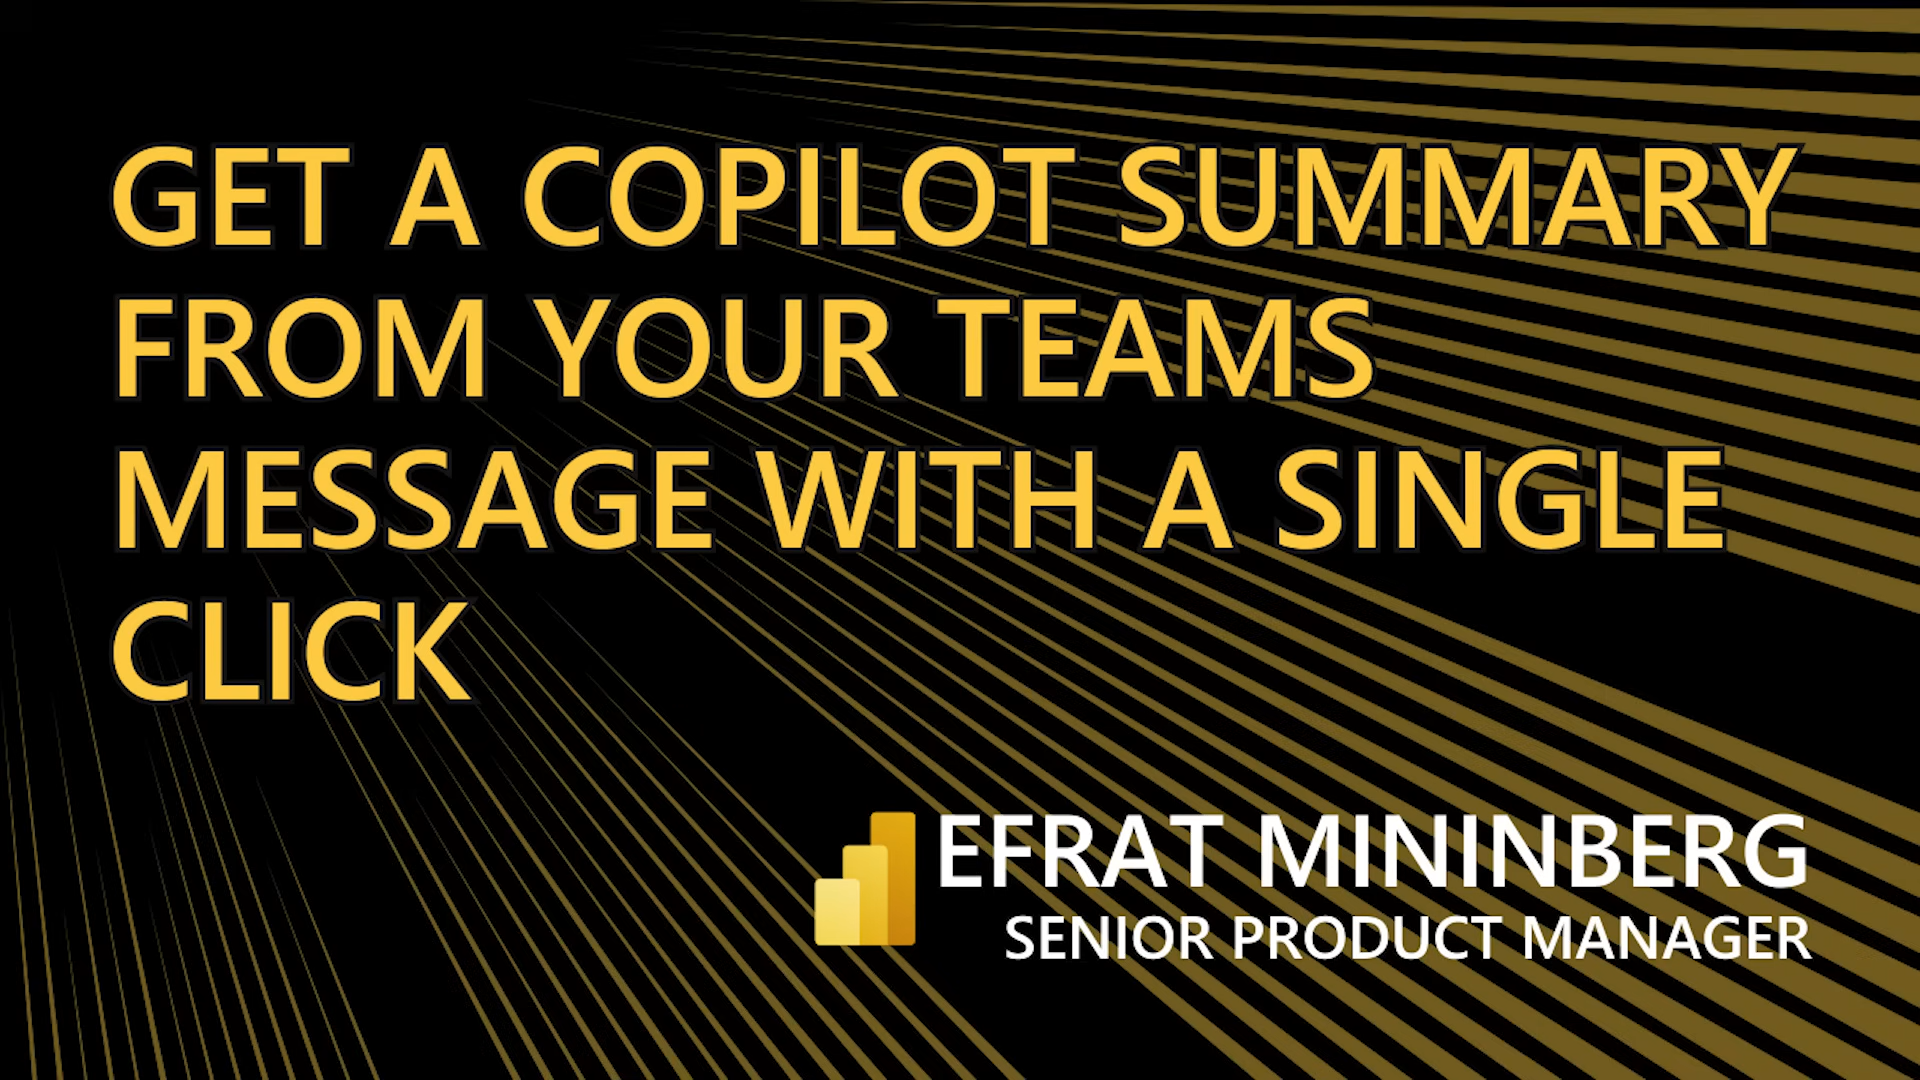 GET A COPILOT SUMMARY
FROM YOUR TEAMS
MESSAGE WITH A SINGLE
CLICK
EFRAT MININBERG
SENIOR PRODUCT MANAGER